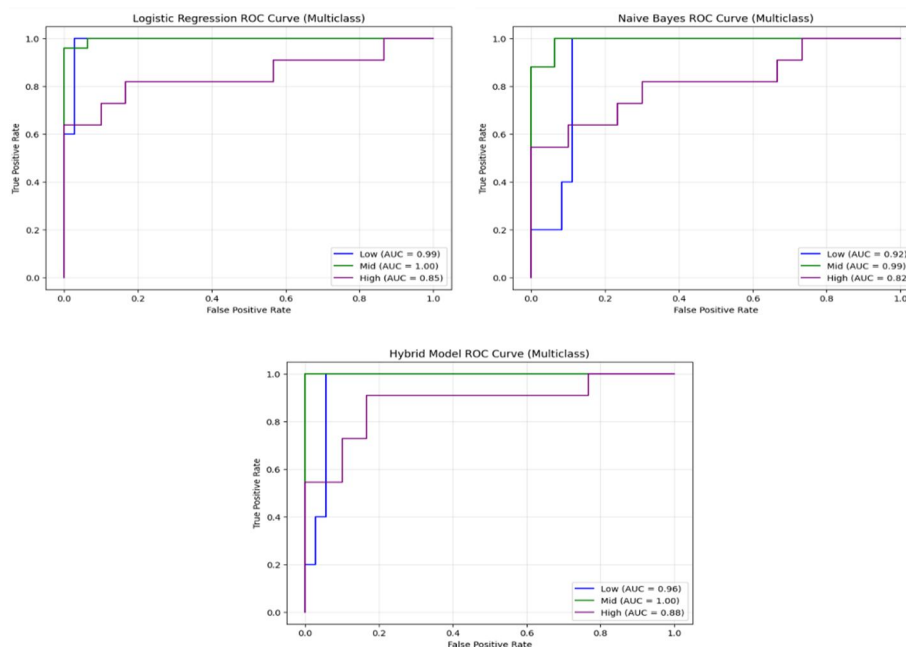 Logistic Regression ROC Curve (Multiclass)
1.0
0.8
0.6
0.4
0.2
0.0
True Positive Rate
0.0 0.2 0.4 0.6 0.8 1.0
False Positive Rate
Low (AUC = 0.99)
Mid (AUC = 1.00)
High (AUC = 0.85)
Naive Bayes ROC Curve (Multiclass)
1.0
0.8
0.6
0.4
0.2
0.0
True Positive Rate
0.0 0.2 0.4 0.6 0.8 1.0
False Positive Rate
Low (AUC = 0.92)
Mid (AUC = 0.99)
High (AUC = 0.82
Hybrid Model ROC Curve (Multiclass)
1.0
0.8
0.6
0.4
0.2
0.0
True Positive Rate
0.0 0.2 0.4 0.6 0.8 1.0
False Positive Rate
Low (AUC = 0.96)
Mid (AUC = 1.00)
High (AUC = 0.88)